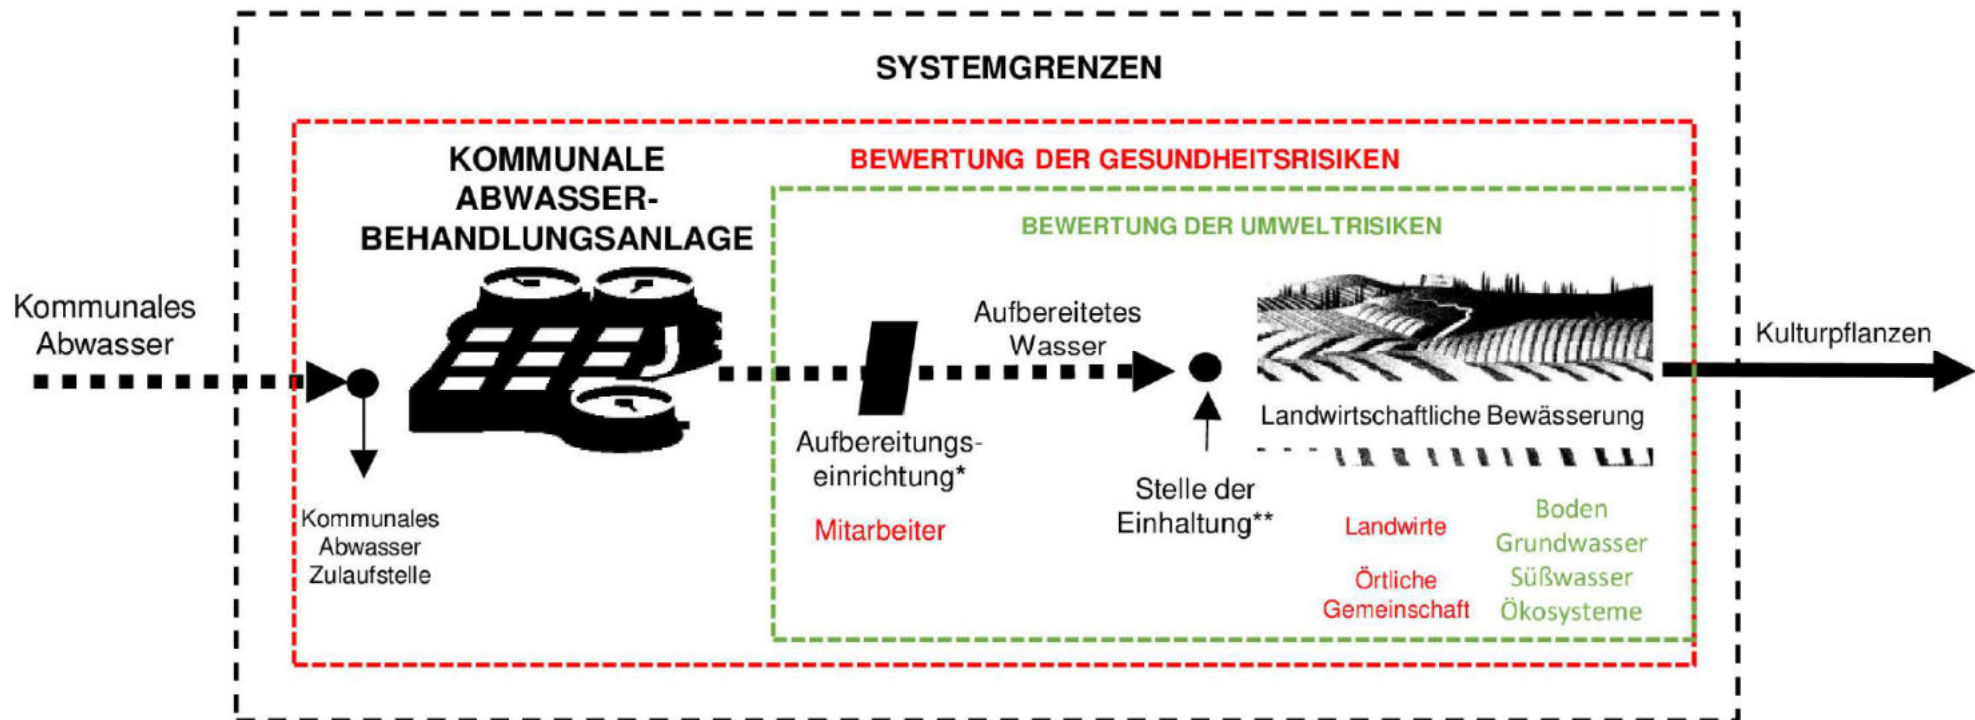 SYSTEMGRENZEN
KOMMUNALE
ABWASSER-
BEHANDLUNGSANLAGE
BEWERTUNG DER GESUNDHEITSRISIKEN
BEWERTUNG DER UMWELTRISIKEN
Kommunales
Abwasser
Kommunales
Abwasser
Zulaufstelle
Aufbereitungs-
einrichtung*
Mitarbeiter
Aufbereitetes
Wasser
Stelle der
Einhaltung**
Landwirtschaftliche Bewässerung
Landwirte
Örtliche
Gemeinschaft
Boden
Grundwasser
Süßwasser
Ökosysteme
Kulturpflanzen